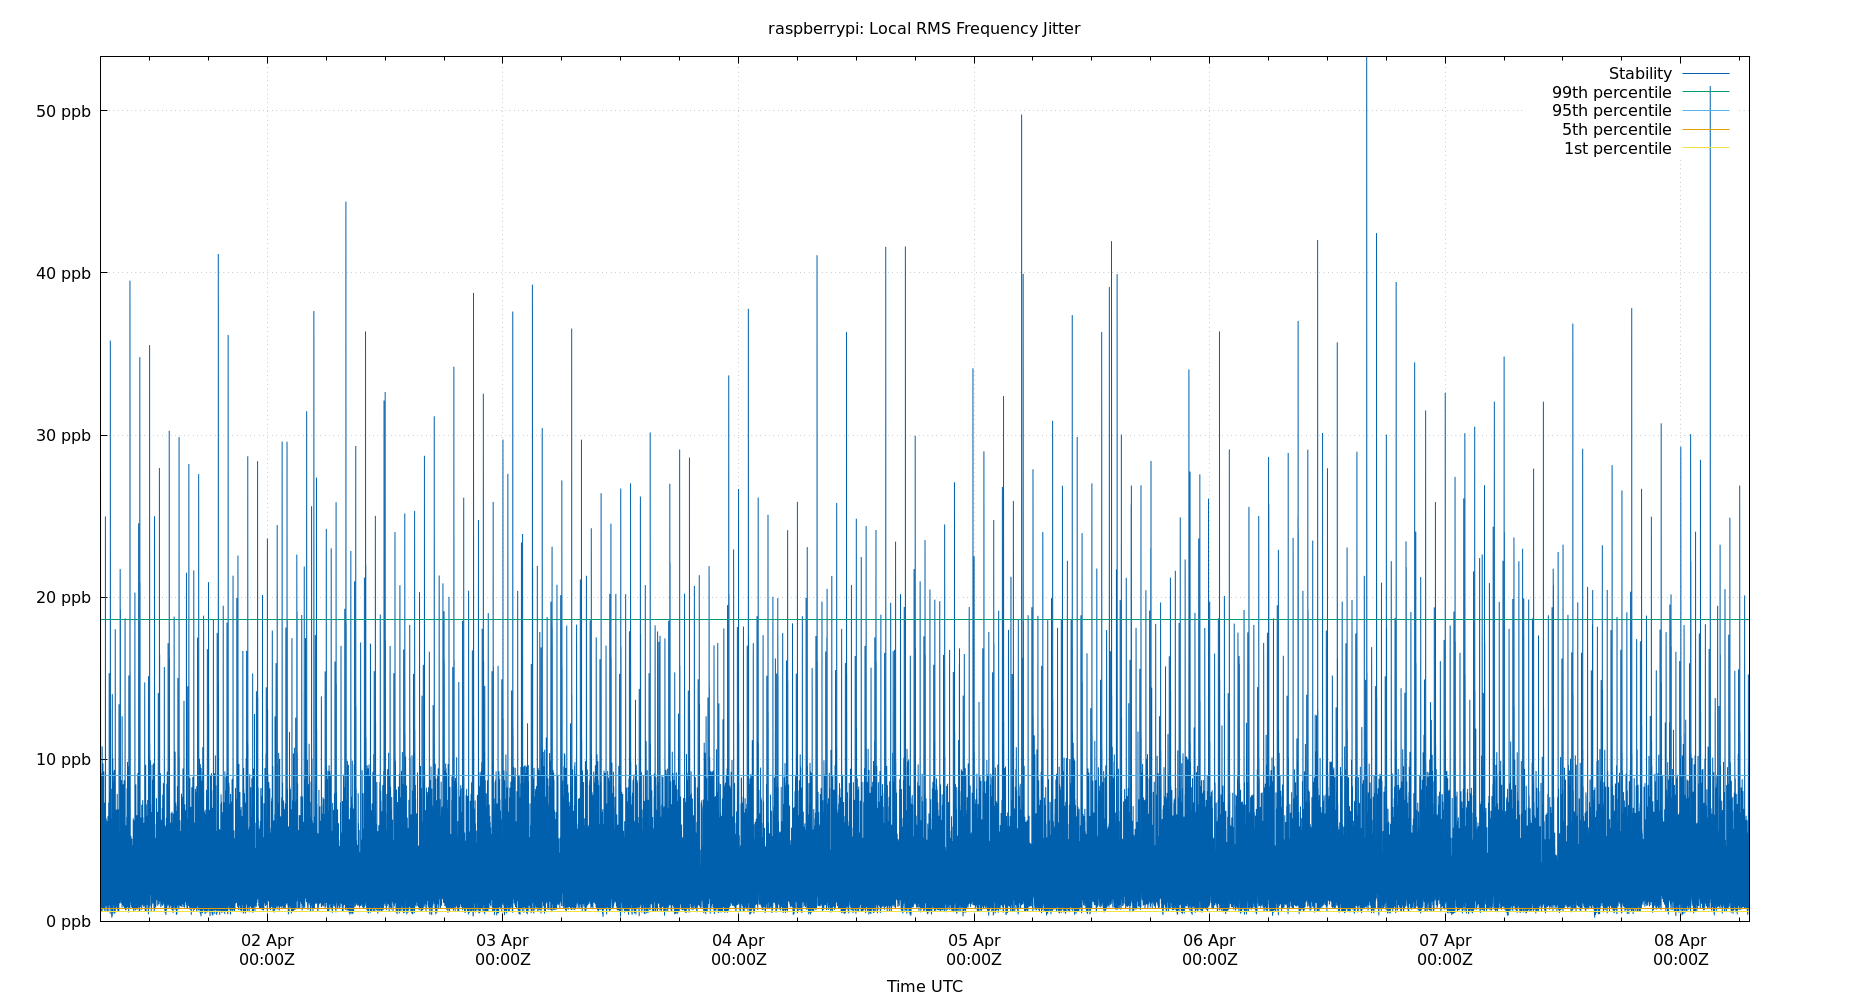 raspberrypi: Local RMS Frequency Jitter
Stability
99th percentile
95th percentile
5th percentile
1st percentile
50 ppb
40 ppb
30 ppb
20 ppb
10 ppb
0 ppb
02 Apr 03 Apr 04 Apr 05 Apr 06 Apr 07 Apr 08 Apr
00:00Z 00:00Z 00:00Z 00:00Z 00:00Z 00:00Z 00:00Z
Time UTC